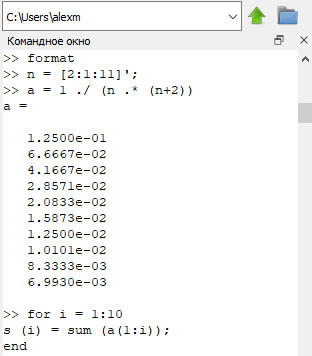 C:\Users\alexm
Командное окно
>> format
>> n = [2:1:11]';
>> a = 1 ./ (n .* (n+2))
a =
1.2500e-01
6.6667e-02
4.1667e-02
2.8571e-02
2.0833e-02
1.5873e-02
1.2500e-02
1.0101e-02
8.3333e-03
6.9930e-03
>> for i = 1:10
s (i) = sum (a(1:i));
end